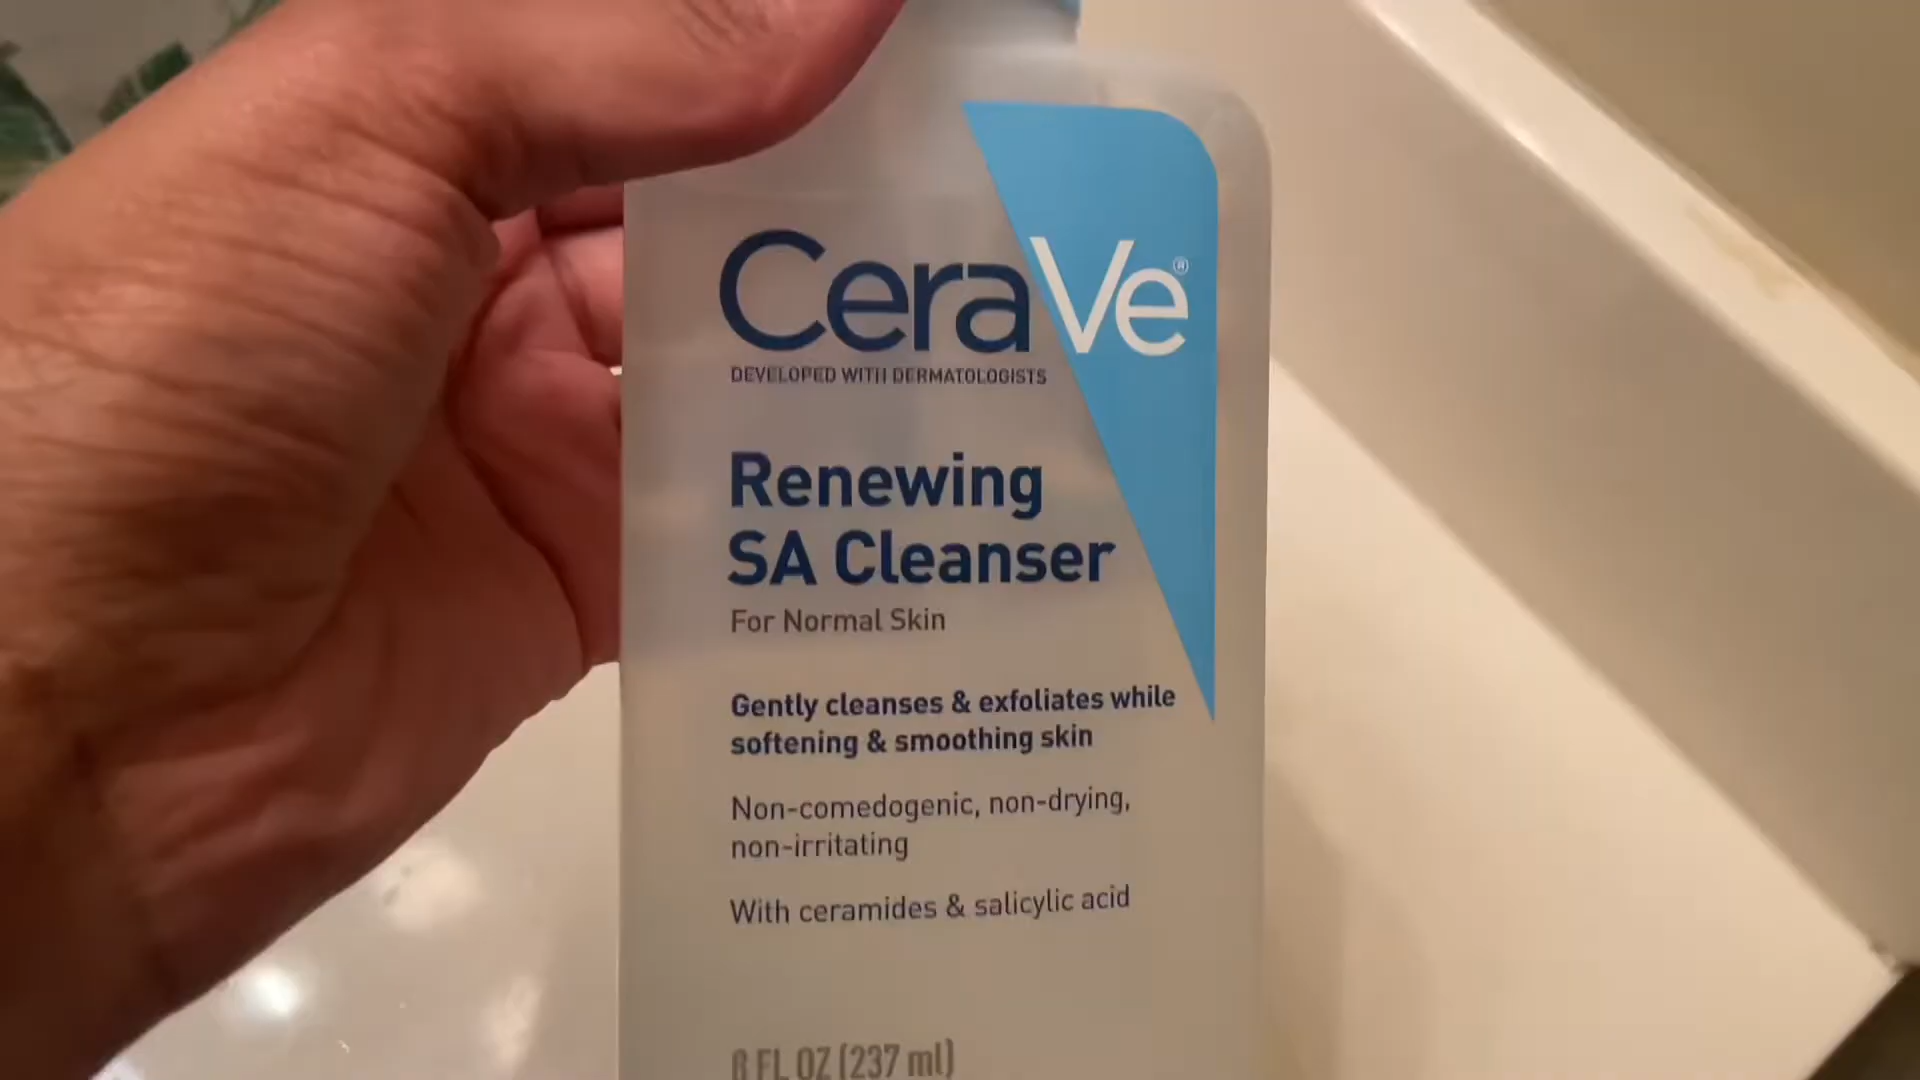 CeraVe®
DEVELOPED WITH DERMATOLOGISTS
Renewing
SA Cleanser
For Normal Skin
Gently cleanses & exfoliates while
softening & smoothing skin
Non-comedogenic, non-drying,
non-irritating
With ceramides & salicylic acid
8 FL OZ (237 ml)